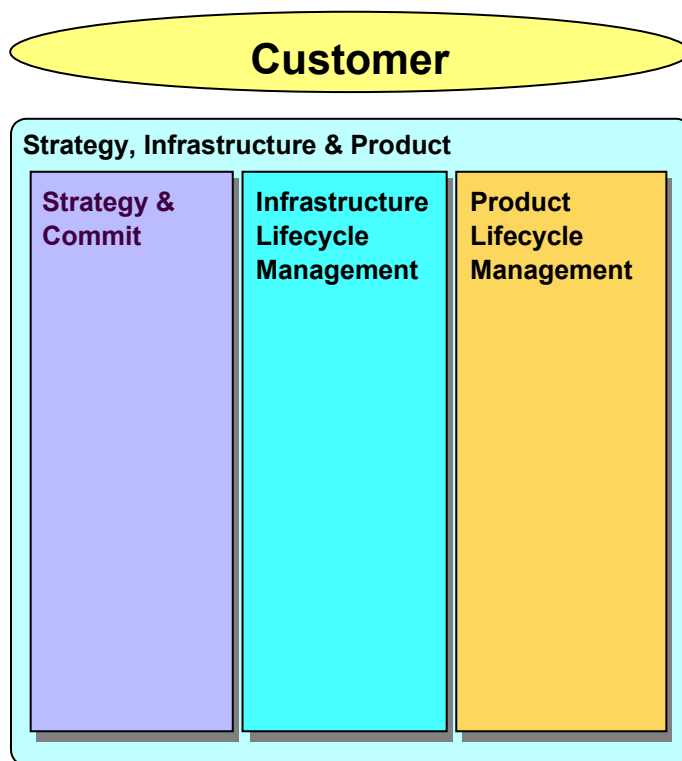 Customer
Strategy, Infrastructure & Product
Strategy &
Commit
Infrastructure
Lifecycle
Management
Product
Lifecycle
Management